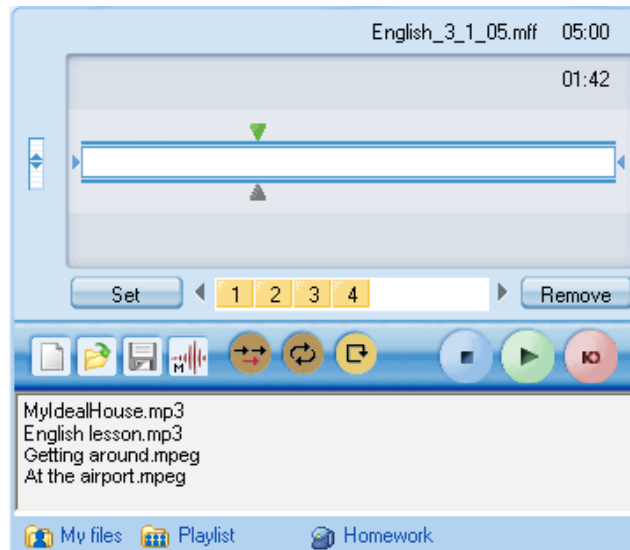 English_3_1_05.mff 05:00
01:42
Set 1 2 3 4 Remove
M
MyIdealHouse.mp3
English lesson.mp3
Getting around.mpeg
At the airport.mpeg
My files Playlist Homework